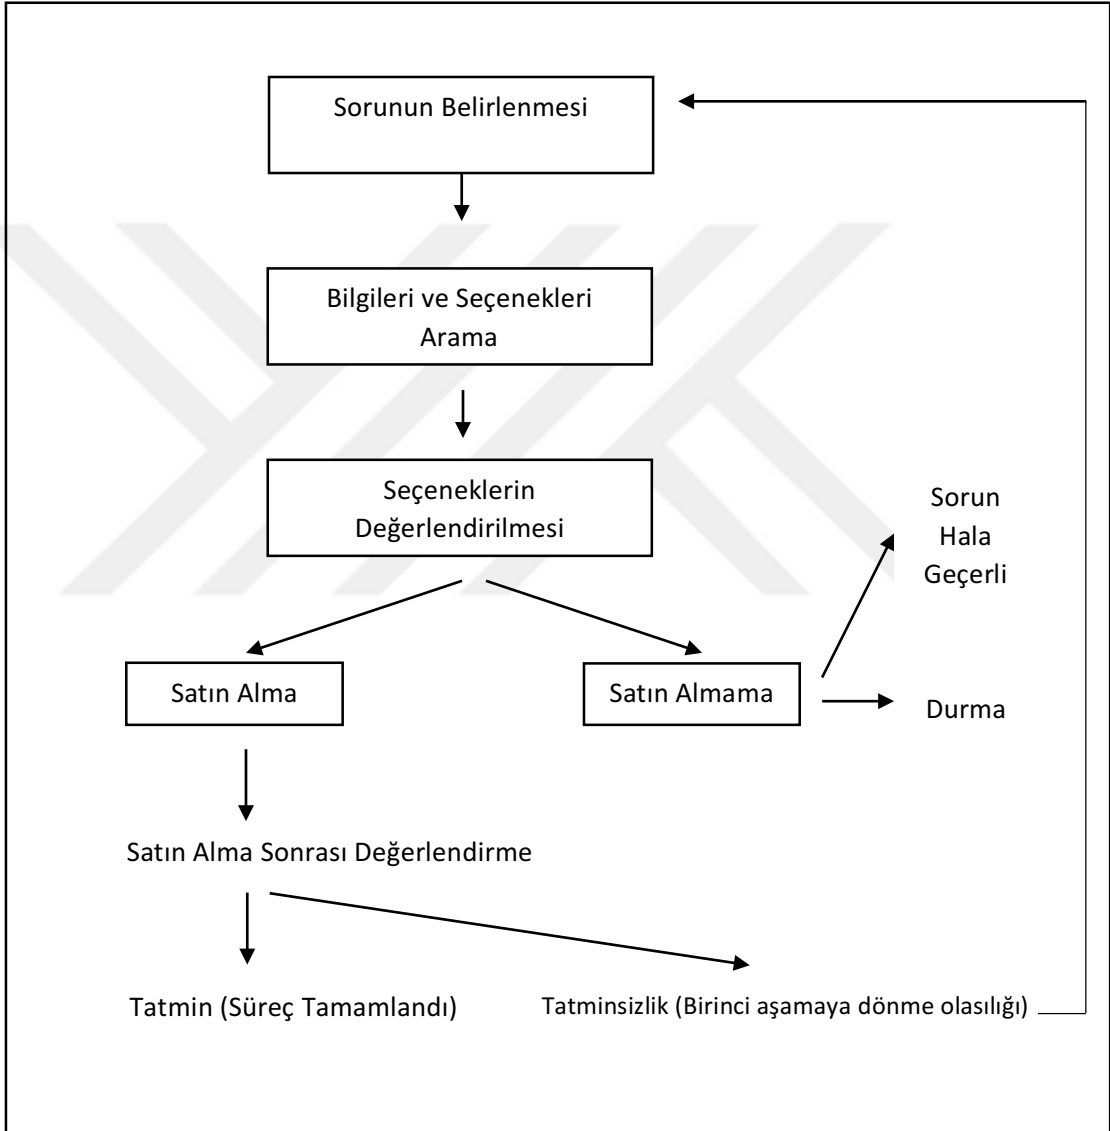 Sorunun Belirlenmesi
Bilgileri ve Seçenekleri
Arama
Seçeneklerin
Değerlendirilmesi
Sorun
Hala
Geçerli
Satın Alma
Satın Almama
Durma
Satın Alma Sonrası Değerlendirme
Tatmin (Süreç Tamamlandı)
Tatminsizlik (Birinci aşamaya dönme olasılığı)